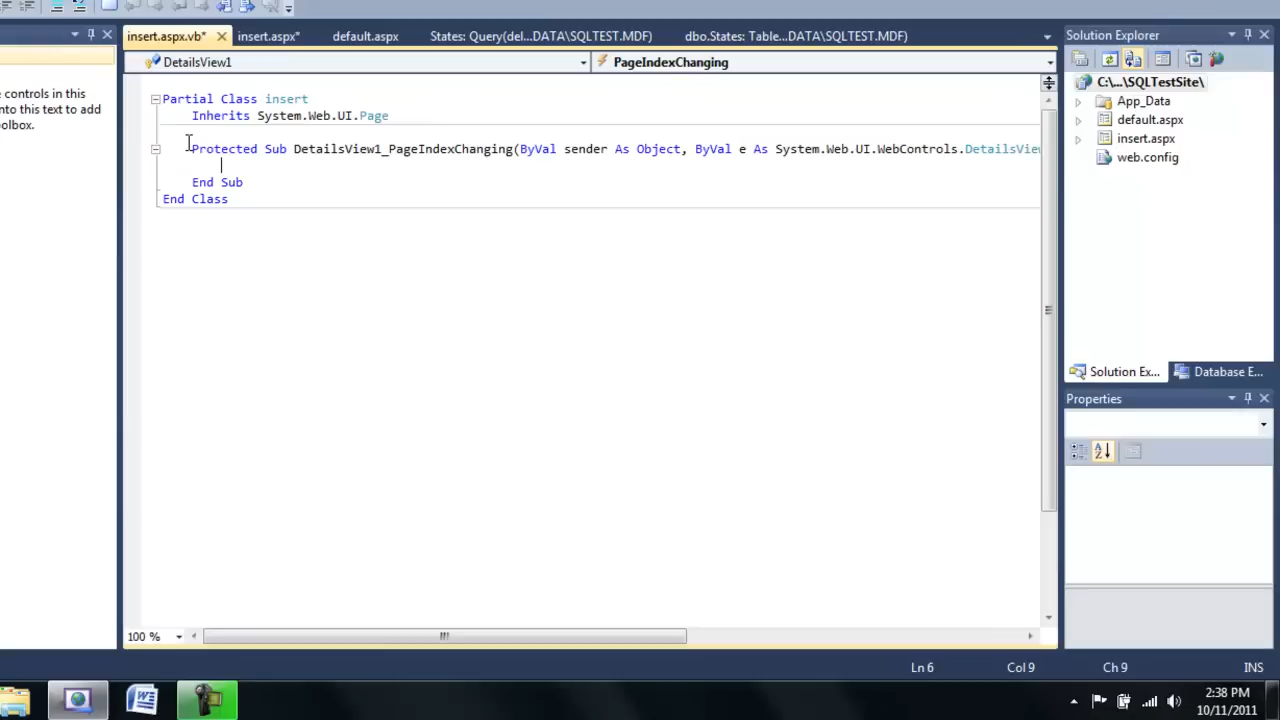 controls in this
nto this text to add
olbox.
insert.aspx.vb*
insert.aspx*
default.aspx
States: Query(del...DATA\SQLTEST.MDF)
dbo.States: Table...DATA\SQLTEST.MDF)
DetailsView1
PageIndexChanging
Partial Class insert
Inherits System.Web.UI.Page
Protected Sub DetailsView1_PageIndexChanging(ByVal sender As Object, ByVal e As System.Web.UI.WebControls.DetailsView
End Sub
End Class
100 %
Solution Explorer
C:\...\SQLTestSite\
App_Data
default.aspx
insert.aspx
web.config
Solution Ex...
Database E...
Properties
Ln 6
Col 9
Ch 9
INS
2:38 PM
10/11/2011